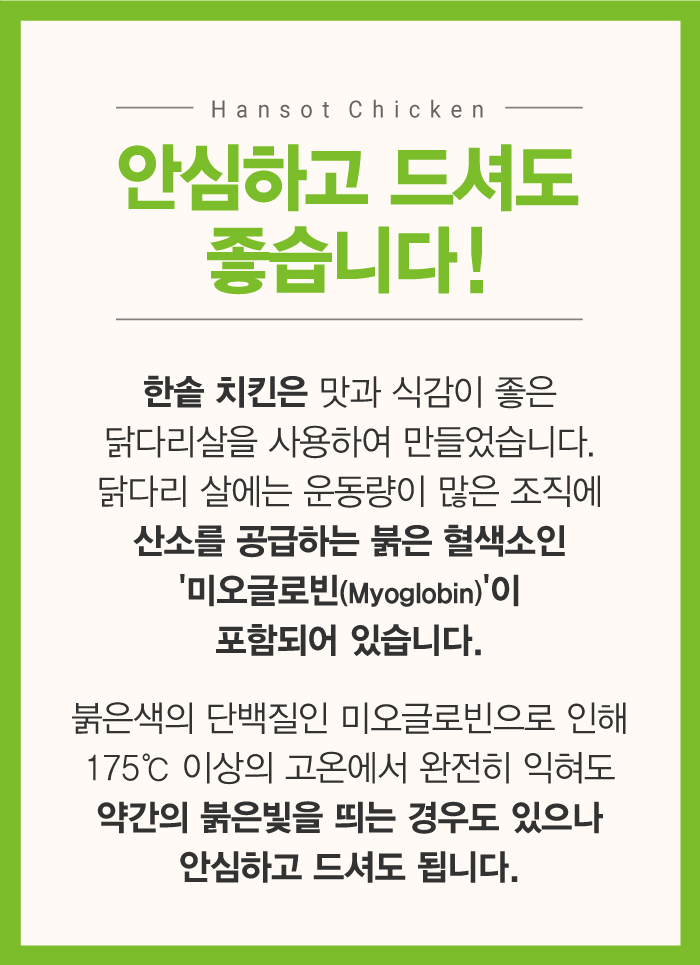 Hansot Chicken
안심하고 드셔도
좋습니다!
한솥 치킨은 맛과 식감이 좋은
닭다리살을 사용하여 만들었습니다.
닭다리 살에는 운동량이 많은 조직에
산소를 공급하는 붉은 혈색소인
'미오글로빈(Myoglobin)'이
포함되어 있습니다.
붉은색의 단백질인 미오글로빈으로 인해
175℃ 이상의 고온에서 완전히 익혀도
약간의 붉은빛을 띄는 경우도 있으나
안심하고 드셔도 됩니다.